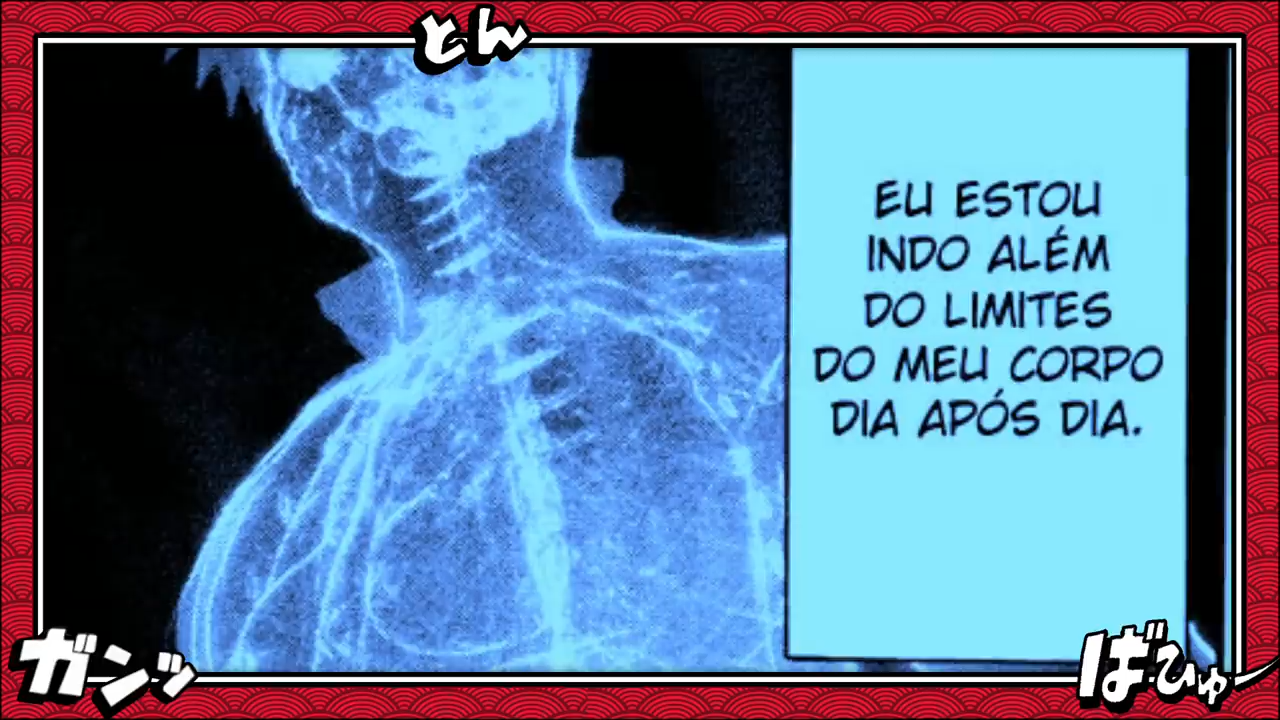 とん
EU ESTOU
INDO ALÉM
DO LIMITES
DO MEU CORPO
DIA APÓS DIA.
ガンッ
ばひゅー